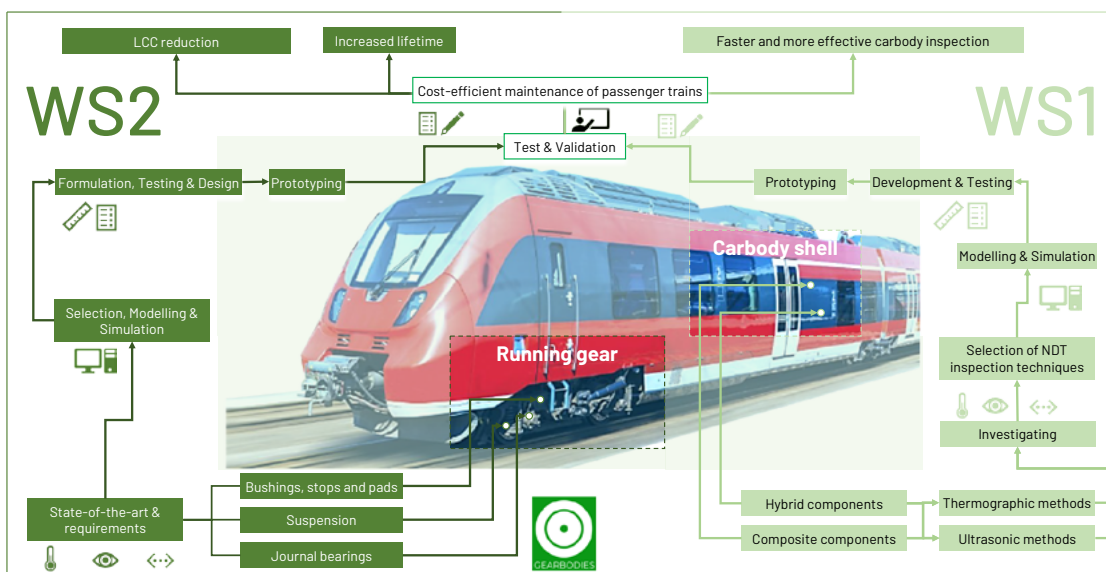 LCC reduction
Increased lifetime
Faster and more effective carbody inspection
Cost-efficient maintenance of passenger trains
WS2
WS1
Test & Validation
Formulation, Testing & Design
Prototyping
Prototyping
Development & Testing
Carbody shell
Modelling & Simulation
Selection, Modelling &
Simulation
Running gear
Selection of NDT
inspection techniques
Investigating
Bushings, stops and pads
State-of-the-art &
requirements
Suspension
Journal bearings
Hybrid components
Thermographic methods
Composite components
Ultrasonic methods
GEARBODIES